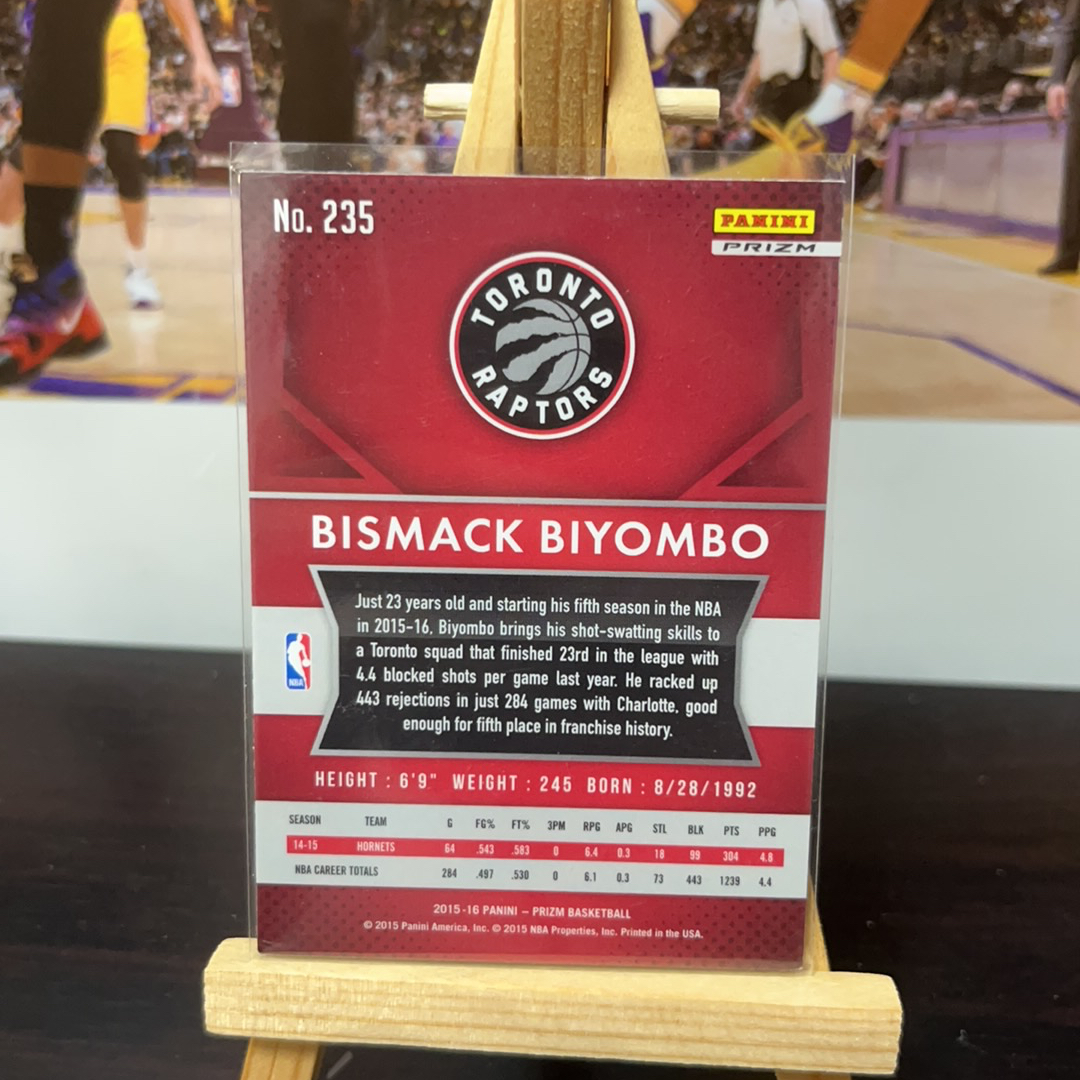 No. 235
PANINI
PRIZM
TORONTO
RAPTORS
BISMACK BIYOMBO
Just 23 years old and starting his fifth season in the NBA
in 2015-16, Biyombo brings his shot-swatting skills to
a Toronto squad that finished 23rd in the league with
4.4 blocked shots per game last year. He racked up
443 rejections in just 284 games with Charlotte, good
enough for fifth place in franchise history.
NBA
HEIGHT : 6'9" WEIGHT : 245 BORN : 8/28/1992
SEASON TEAM G FG% FT% 3PM RPG APG STL BLK PTS PPG
14-15 HORNETS 64 .543 .583 0 6.4 0.3 18 99 304 4.8
NBA CAREER TOTALS 284 .497 .530 0 6.1 0.3 73 443 1239 4.4
2015-16 PANINI – PRIZM BASKETBALL
© 2015 Panini America, Inc. © 2015 NBA Properties, Inc. Printed in the USA.